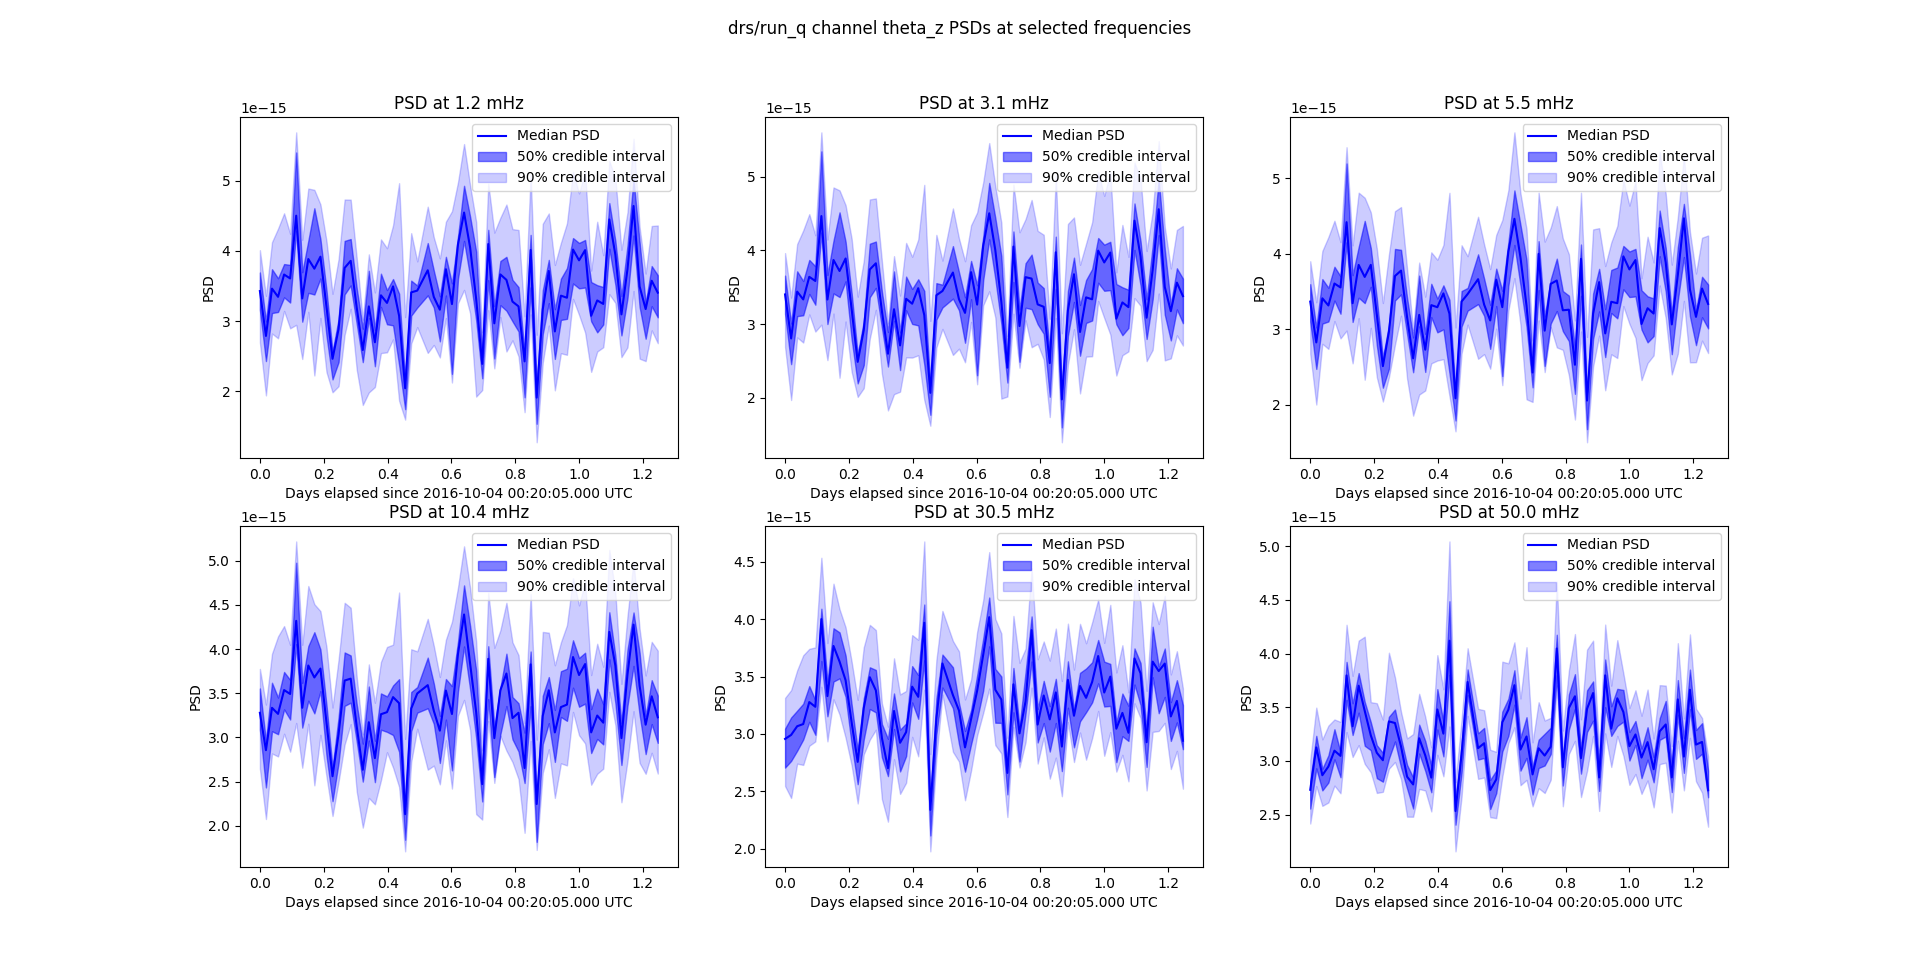 drs/run_q channel theta_z PSDs at selected frequencies
1e−15
PSD at 1.2 mHz
Median PSD
50% credible interval
90% credible interval
5
4
3
2
PSD
0.0 0.2 0.4 0.6 0.8 1.0 1.2
Days elapsed since 2016-10-04 00:20:05.000 UTC
1e−15
PSD at 3.1 mHz
Median PSD
50% credible interval
90% credible interval
5
4
3
2
PSD
0.0 0.2 0.4 0.6 0.8 1.0 1.2
Days elapsed since 2016-10-04 00:20:05.000 UTC
1e−15
PSD at 5.5 mHz
Median PSD
50% credible interval
90% credible interval
5
4
3
2
PSD
0.0 0.2 0.4 0.6 0.8 1.0 1.2
Days elapsed since 2016-10-04 00:20:05.000 UTC
1e−15
PSD at 10.4 mHz
Median PSD
50% credible interval
90% credible interval
5.0
4.5
4.0
3.5
3.0
2.5
2.0
PSD
0.0 0.2 0.4 0.6 0.8 1.0 1.2
Days elapsed since 2016-10-04 00:20:05.000 UTC
1e−15
PSD at 30.5 mHz
Median PSD
50% credible interval
90% credible interval
4.5
4.0
3.5
3.0
2.5
2.0
PSD
0.0 0.2 0.4 0.6 0.8 1.0 1.2
Days elapsed since 2016-10-04 00:20:05.000 UTC
1e−15
PSD at 50.0 mHz
Median PSD
50% credible interval
90% credible interval
5.0
4.5
4.0
3.5
3.0
2.5
PSD
0.0 0.2 0.4 0.6 0.8 1.0 1.2
Days elapsed since 2016-10-04 00:20:05.000 UTC